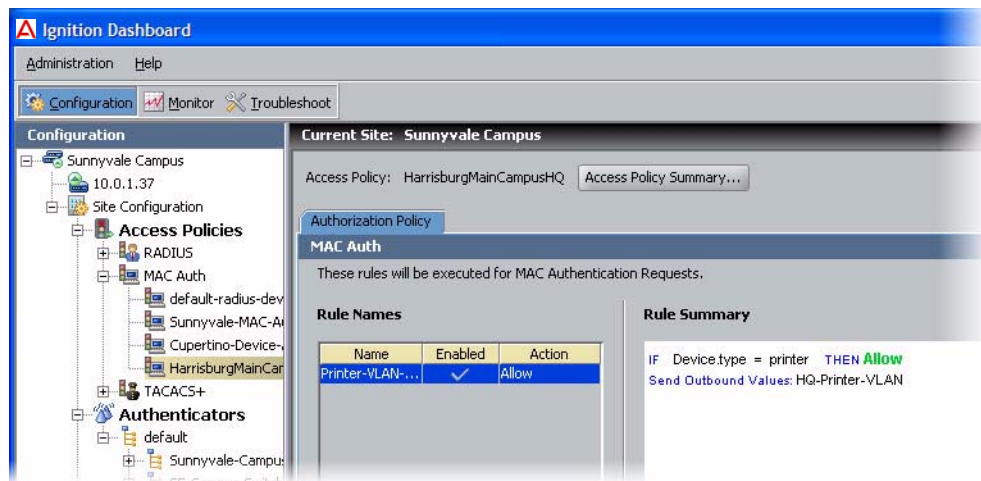 Ignition Dashboard
Administration Help
Configuration Monitor Troubleshoot
Configuration
Sunnyvale Campus
10.0.1.37
Site Configuration
Access Policies
RADIUS
MAC Auth
default-radius-dev
Sunnyvale-MAC-A
Cupertino-Device-
HarrisburgMainCar
TACACS+
Authenticators
default
Sunnyvale-Campu
Current Site: Sunnyvale Campus
Access Policy: HarrisburgMainCampusHQ Access Policy Summary...
Authorization Policy
MAC Auth
These rules will be executed for MAC Authentication Requests.
Rule Names
Name Enabled Action
Printer-VLAN-... Allow
Rule Summary
IF Device.type = printer THEN Allow
Send Outbound Values: HQ-Printer-VLAN